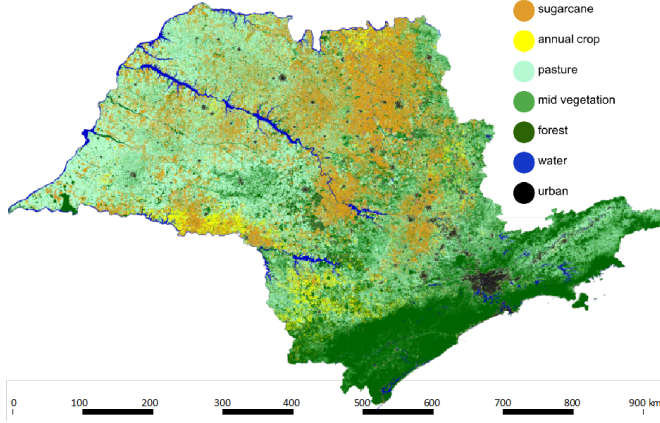 sugarcane
annual crop
pasture
mid vegetation
forest
water
urban
0 100 200 300 400 500 600 700 800 900 km